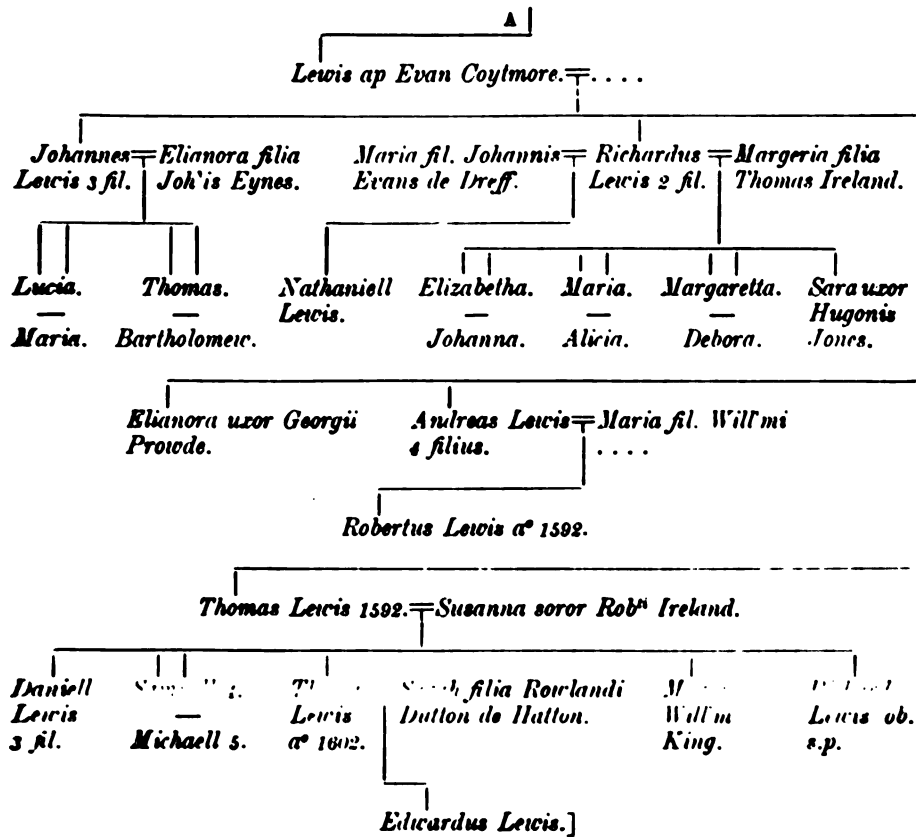 A
Lewis ap Evan Coytmore. . . . .
Johannes Elianora filia Maria fil. Johannis Richardus Margeria filia
Lewis 3 fil. Joh'is Eynes. Evans de Dreff. Lewis 2 fil. Thomas Ireland.
Lucia. Thomas. Nathaniell Elizabetha. Maria. Margaretta. Sara uxor
Lewis. Hugonis
Maria. Bartholomew. Johanna. Alicia. Debora. Jones.
Elianora uxor Georgii Andreas Lewis Maria fil. Will'mi
Prowde. 4 filius. . . . .
Robertus Lewis aº 1592.
Thomas Lewis 1592. Susanna soror Robti Ireland.
Daniell filia Rowlandi
Lewis Lewis Dutton de Hatton. Will'm Lewis ob.
3 fil. Michaell 5. aº 1602. King. s.p.
Edwardus Lewis.]